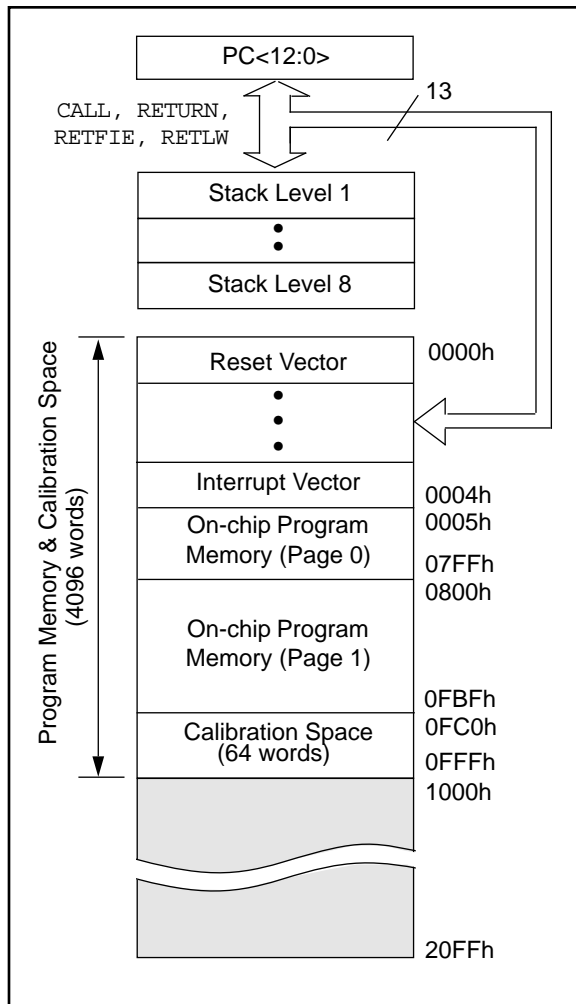 PC<12:0>
CALL, RETURN,
RETFIE, RETLW
13
Stack Level 1
Stack Level 8
Program Memory & Calibration Space
(4096 words)
Reset Vector
0000h
Interrupt Vector
0004h
0005h
On-chip Program
Memory (Page 0)
07FFh
0800h
On-chip Program
Memory (Page 1)
0FBFh
0FC0h
Calibration Space
(64 words)
0FFFh
1000h
20FFh